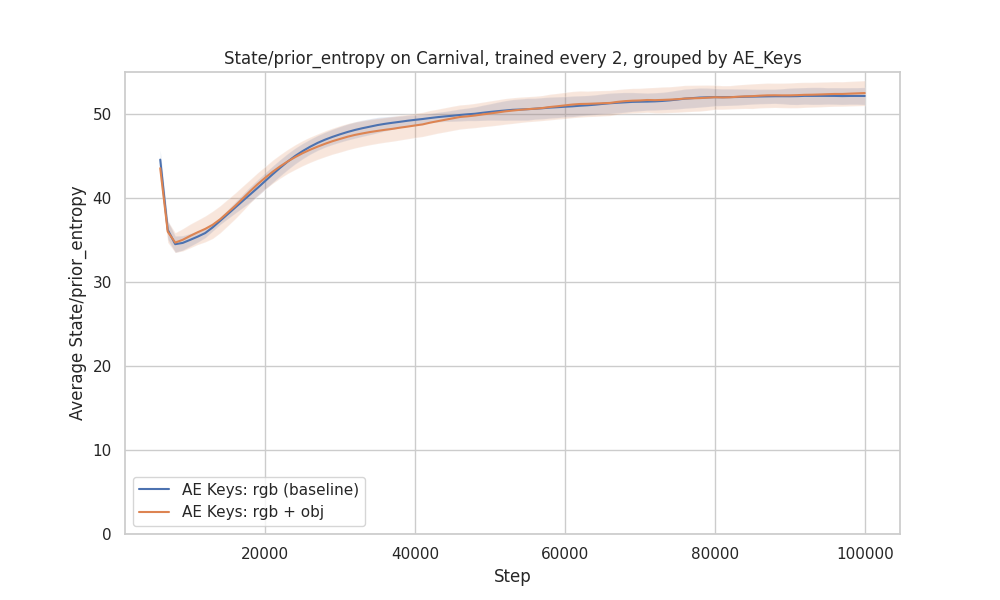 State/prior_entropy on Carnival, trained every 2, grouped by AE_Keys
Average State/prior_entropy
50
40
30
20
10
0
AE Keys: rgb (baseline)
AE Keys: rgb + obj
20000 40000 60000 80000 100000
Step